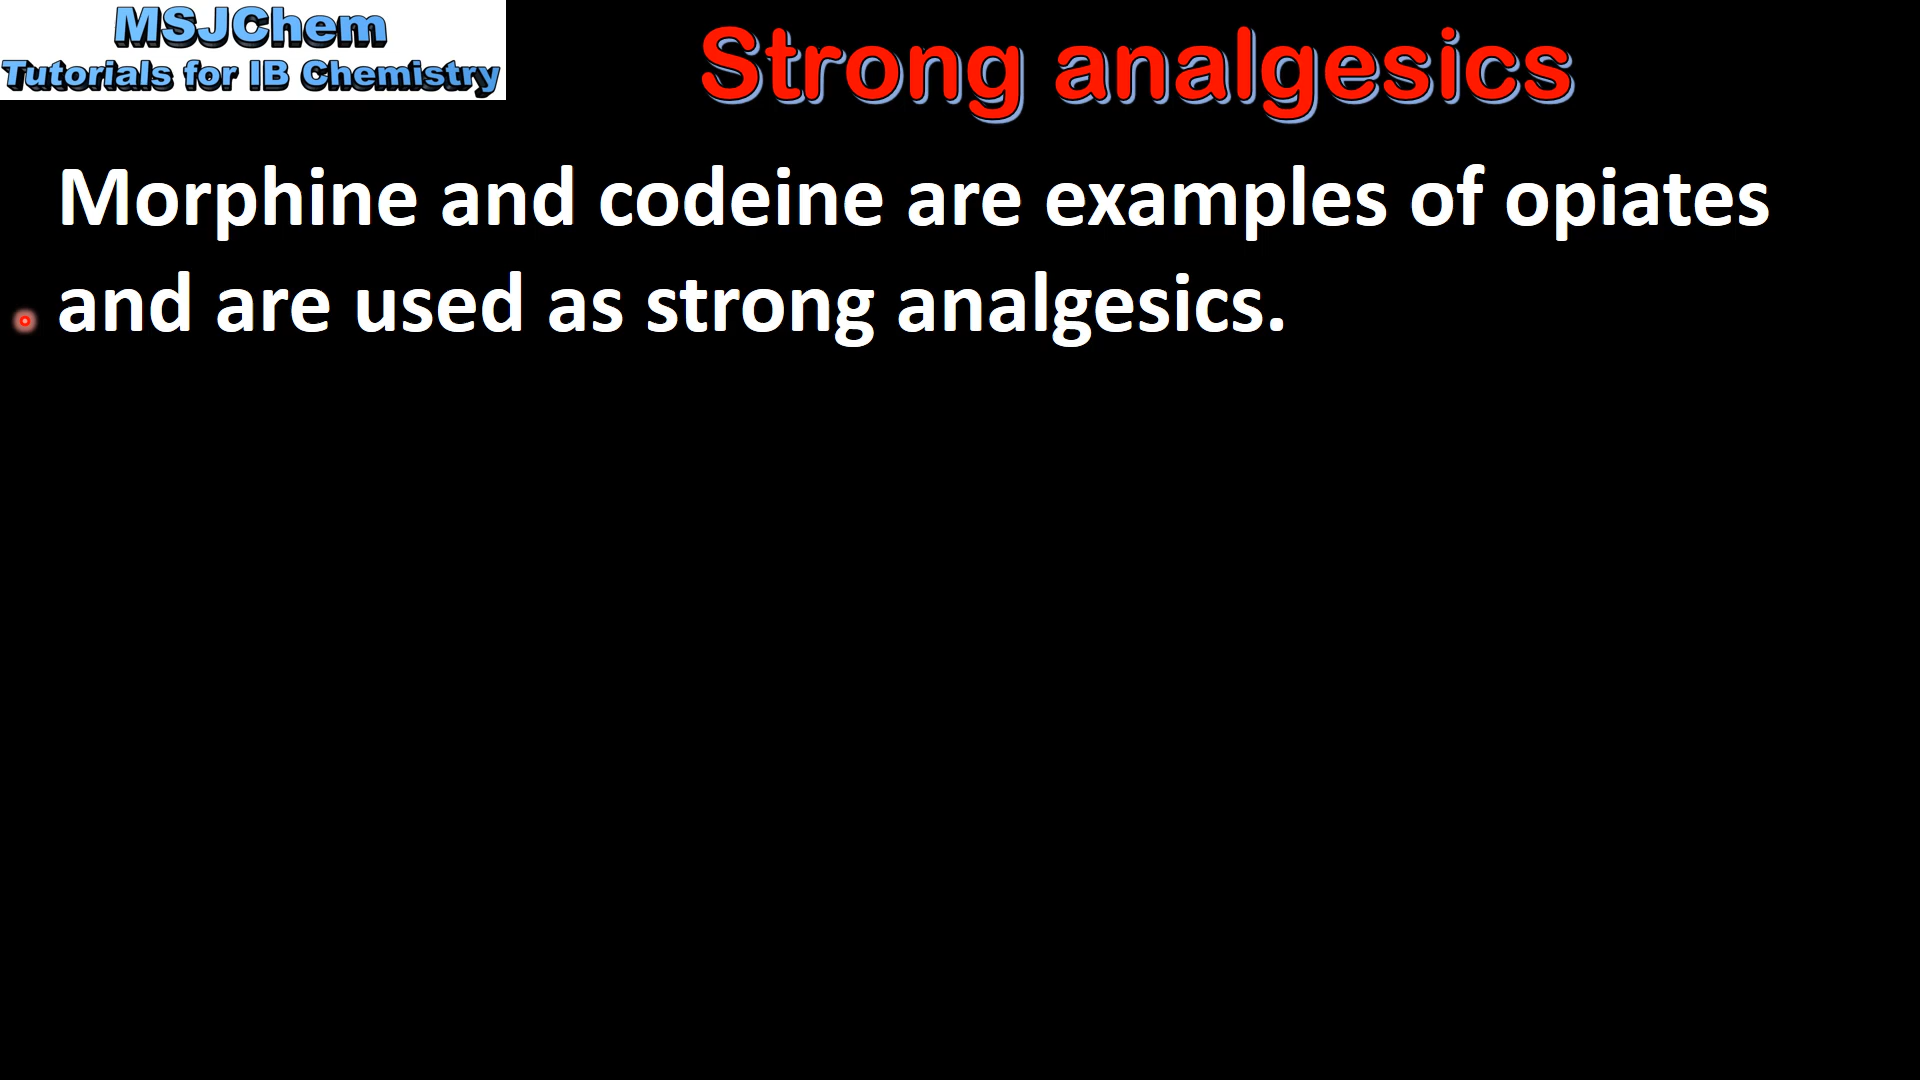 MSJChem
Tutorials for IB Chemistry
Strong analgesics
Morphine and codeine are examples of opiates
and are used as strong analgesics.